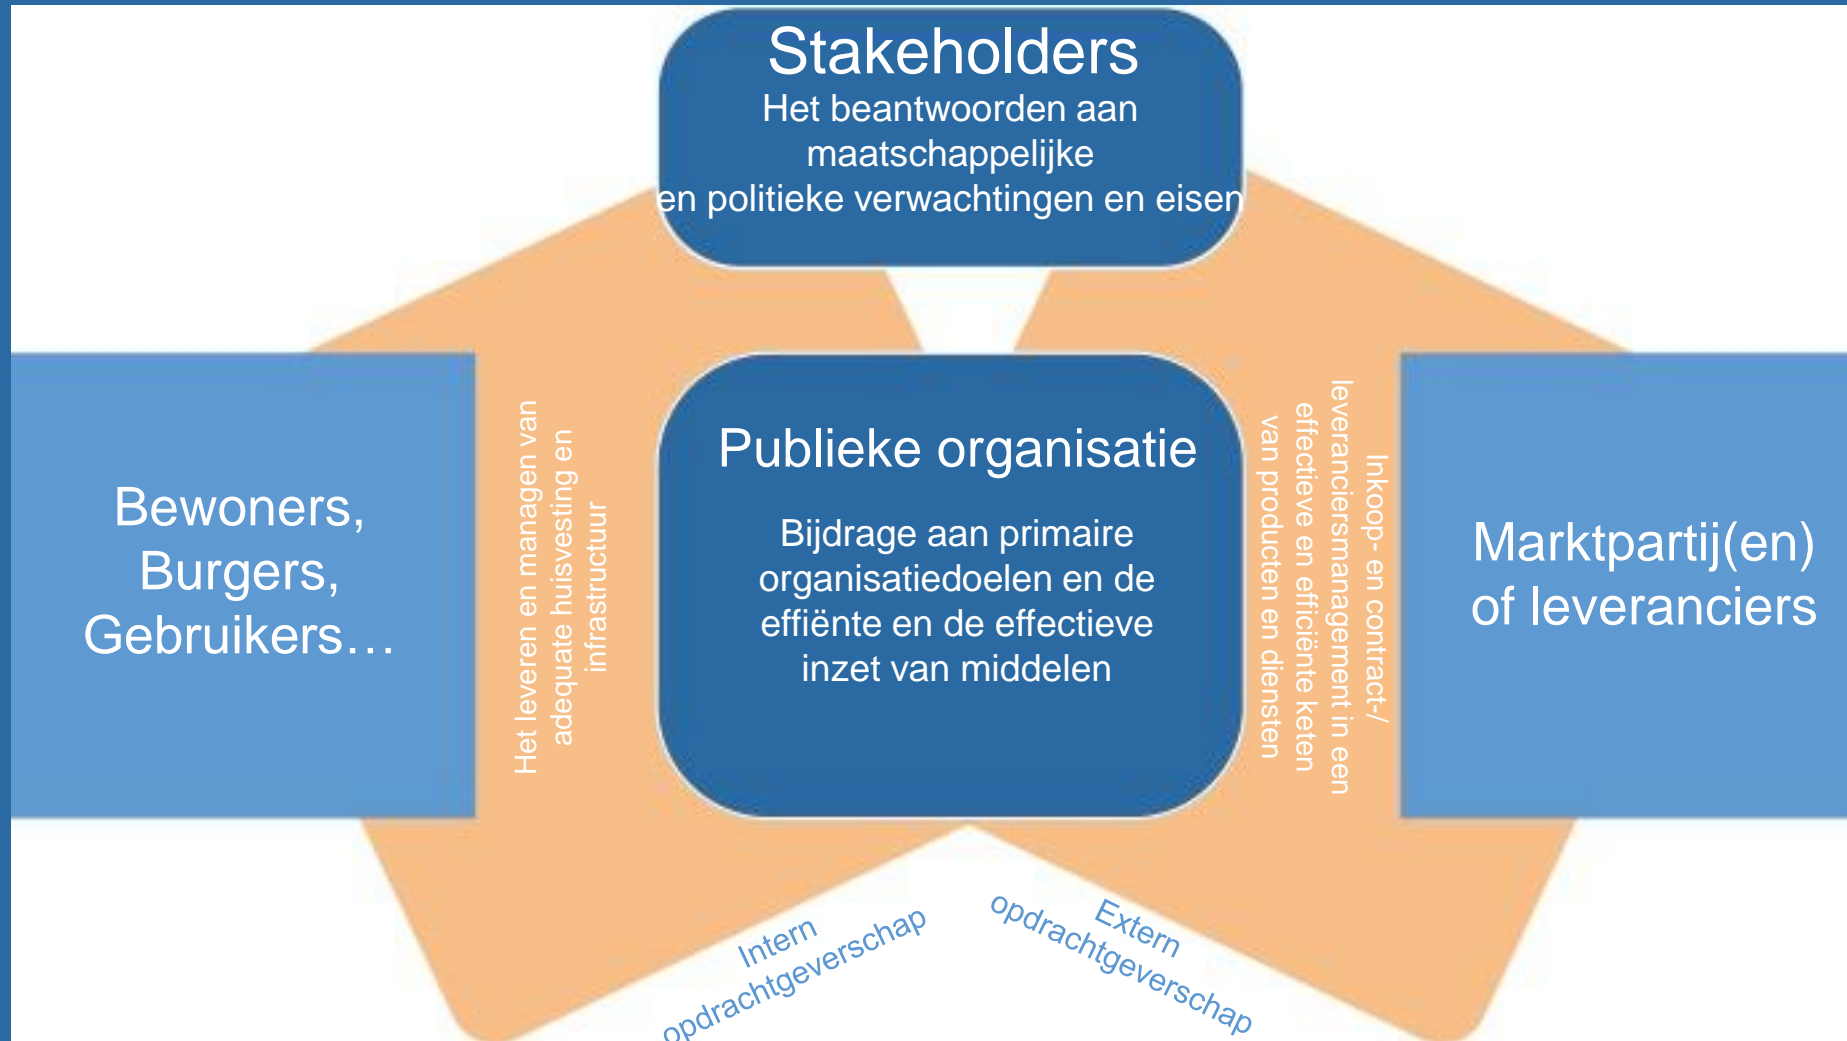 Stakeholders
Het beantwoorden aan
maatschappelijke
en politieke verwachtingen en eisen
Bewoners,
Burgers,
Gebruikers…
Het leveren en managen van
adequate huisvesting en
infrastructuur
Publieke organisatie
Bijdrage aan primaire
organisatiedoelen en de
effiënte en de effectieve
inzet van middelen
Inkoop- en contract-/
leveranciersmanagement in een
effectieve en efficiënte keten
van producten en diensten
Marktpartij(en)
of leveranciers
Intern
opdrachtgeverschap
Extern
opdrachtgeverschap